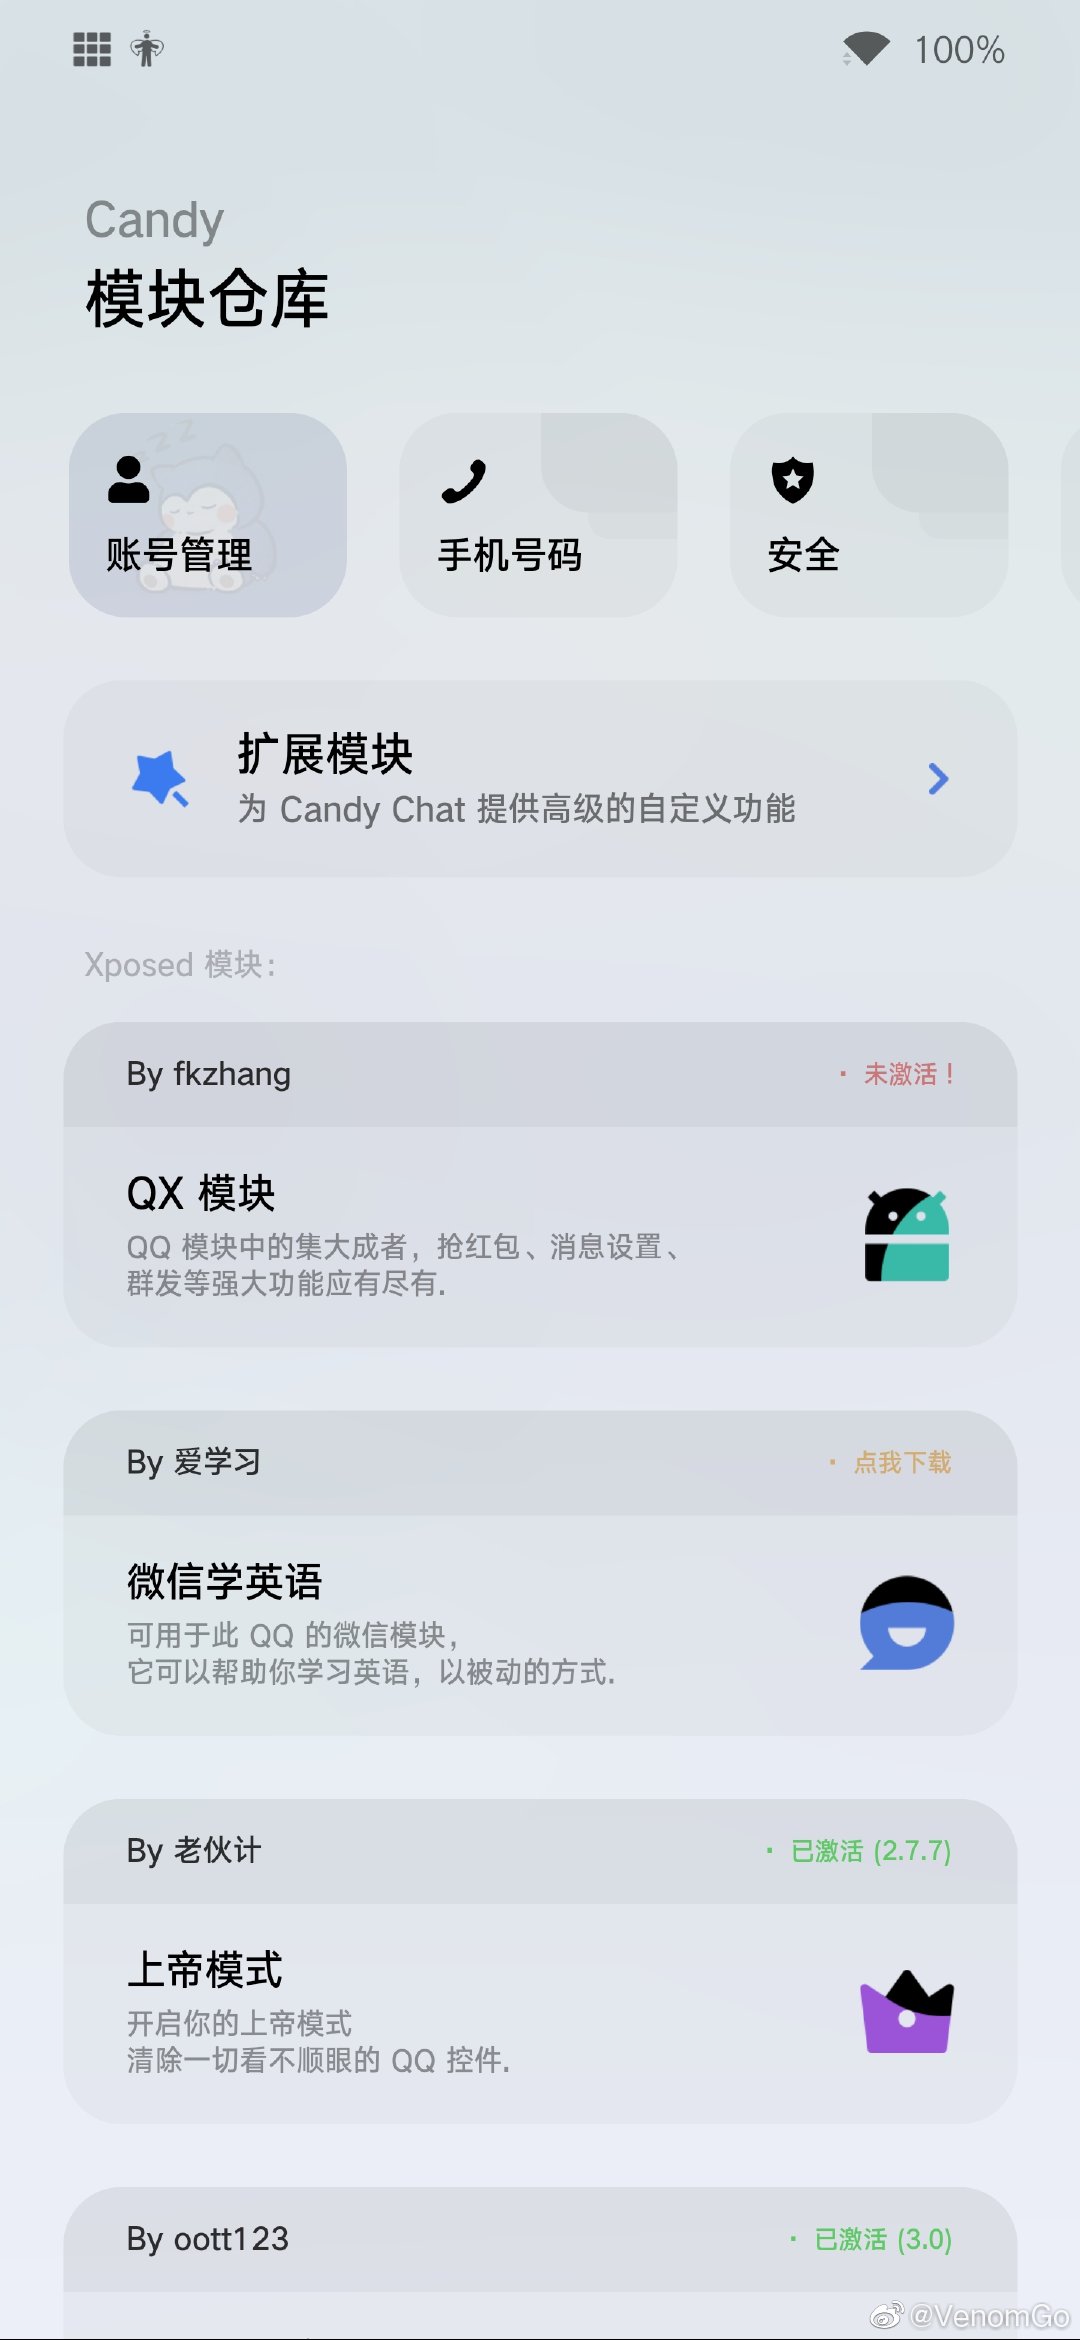 100%
Candy
模块仓库
账号管理
手机号码
安全
扩展模块
为 Candy Chat 提供高级的自定义功能
Xposed 模块:
By fkzhang
· 未激活 !
QX 模块
QQ 模块中的集大成者，抢红包、消息设置、
群发等强大功能应有尽有.
By 爱学习
· 点我下载
微信学英语
可用于此 QQ 的微信模块，
它可以帮助你学习英语，以被动的方式.
By 老伙计
· 已激活 (2.7.7)
上帝模式
开启你的上帝模式
清除一切看不顺眼的 QQ 控件.
By oott123
· 已激活 (3.0)
@VenomGo